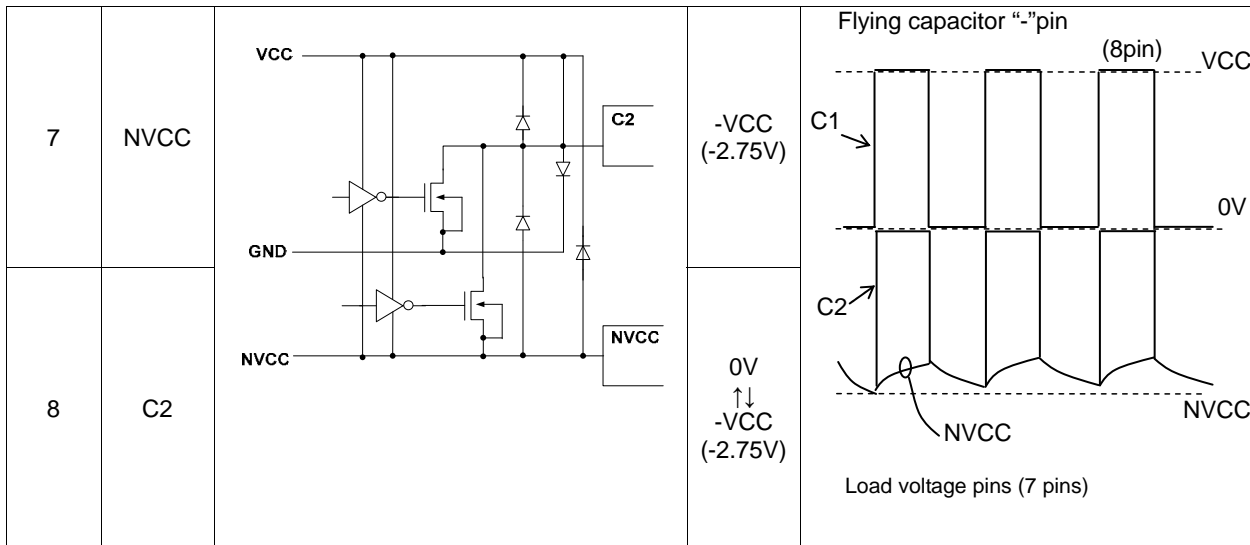 7
NVCC
VCC
C2
GND
NVCC
NVCC
-VCC
(-2.75V)
Flying capacitor “-”pin
(8pin)
VCC
C1
0V
C2
NVCC
NVCC
Load voltage pins (7 pins)
8
C2
0V
↑↓
-VCC
(-2.75V)